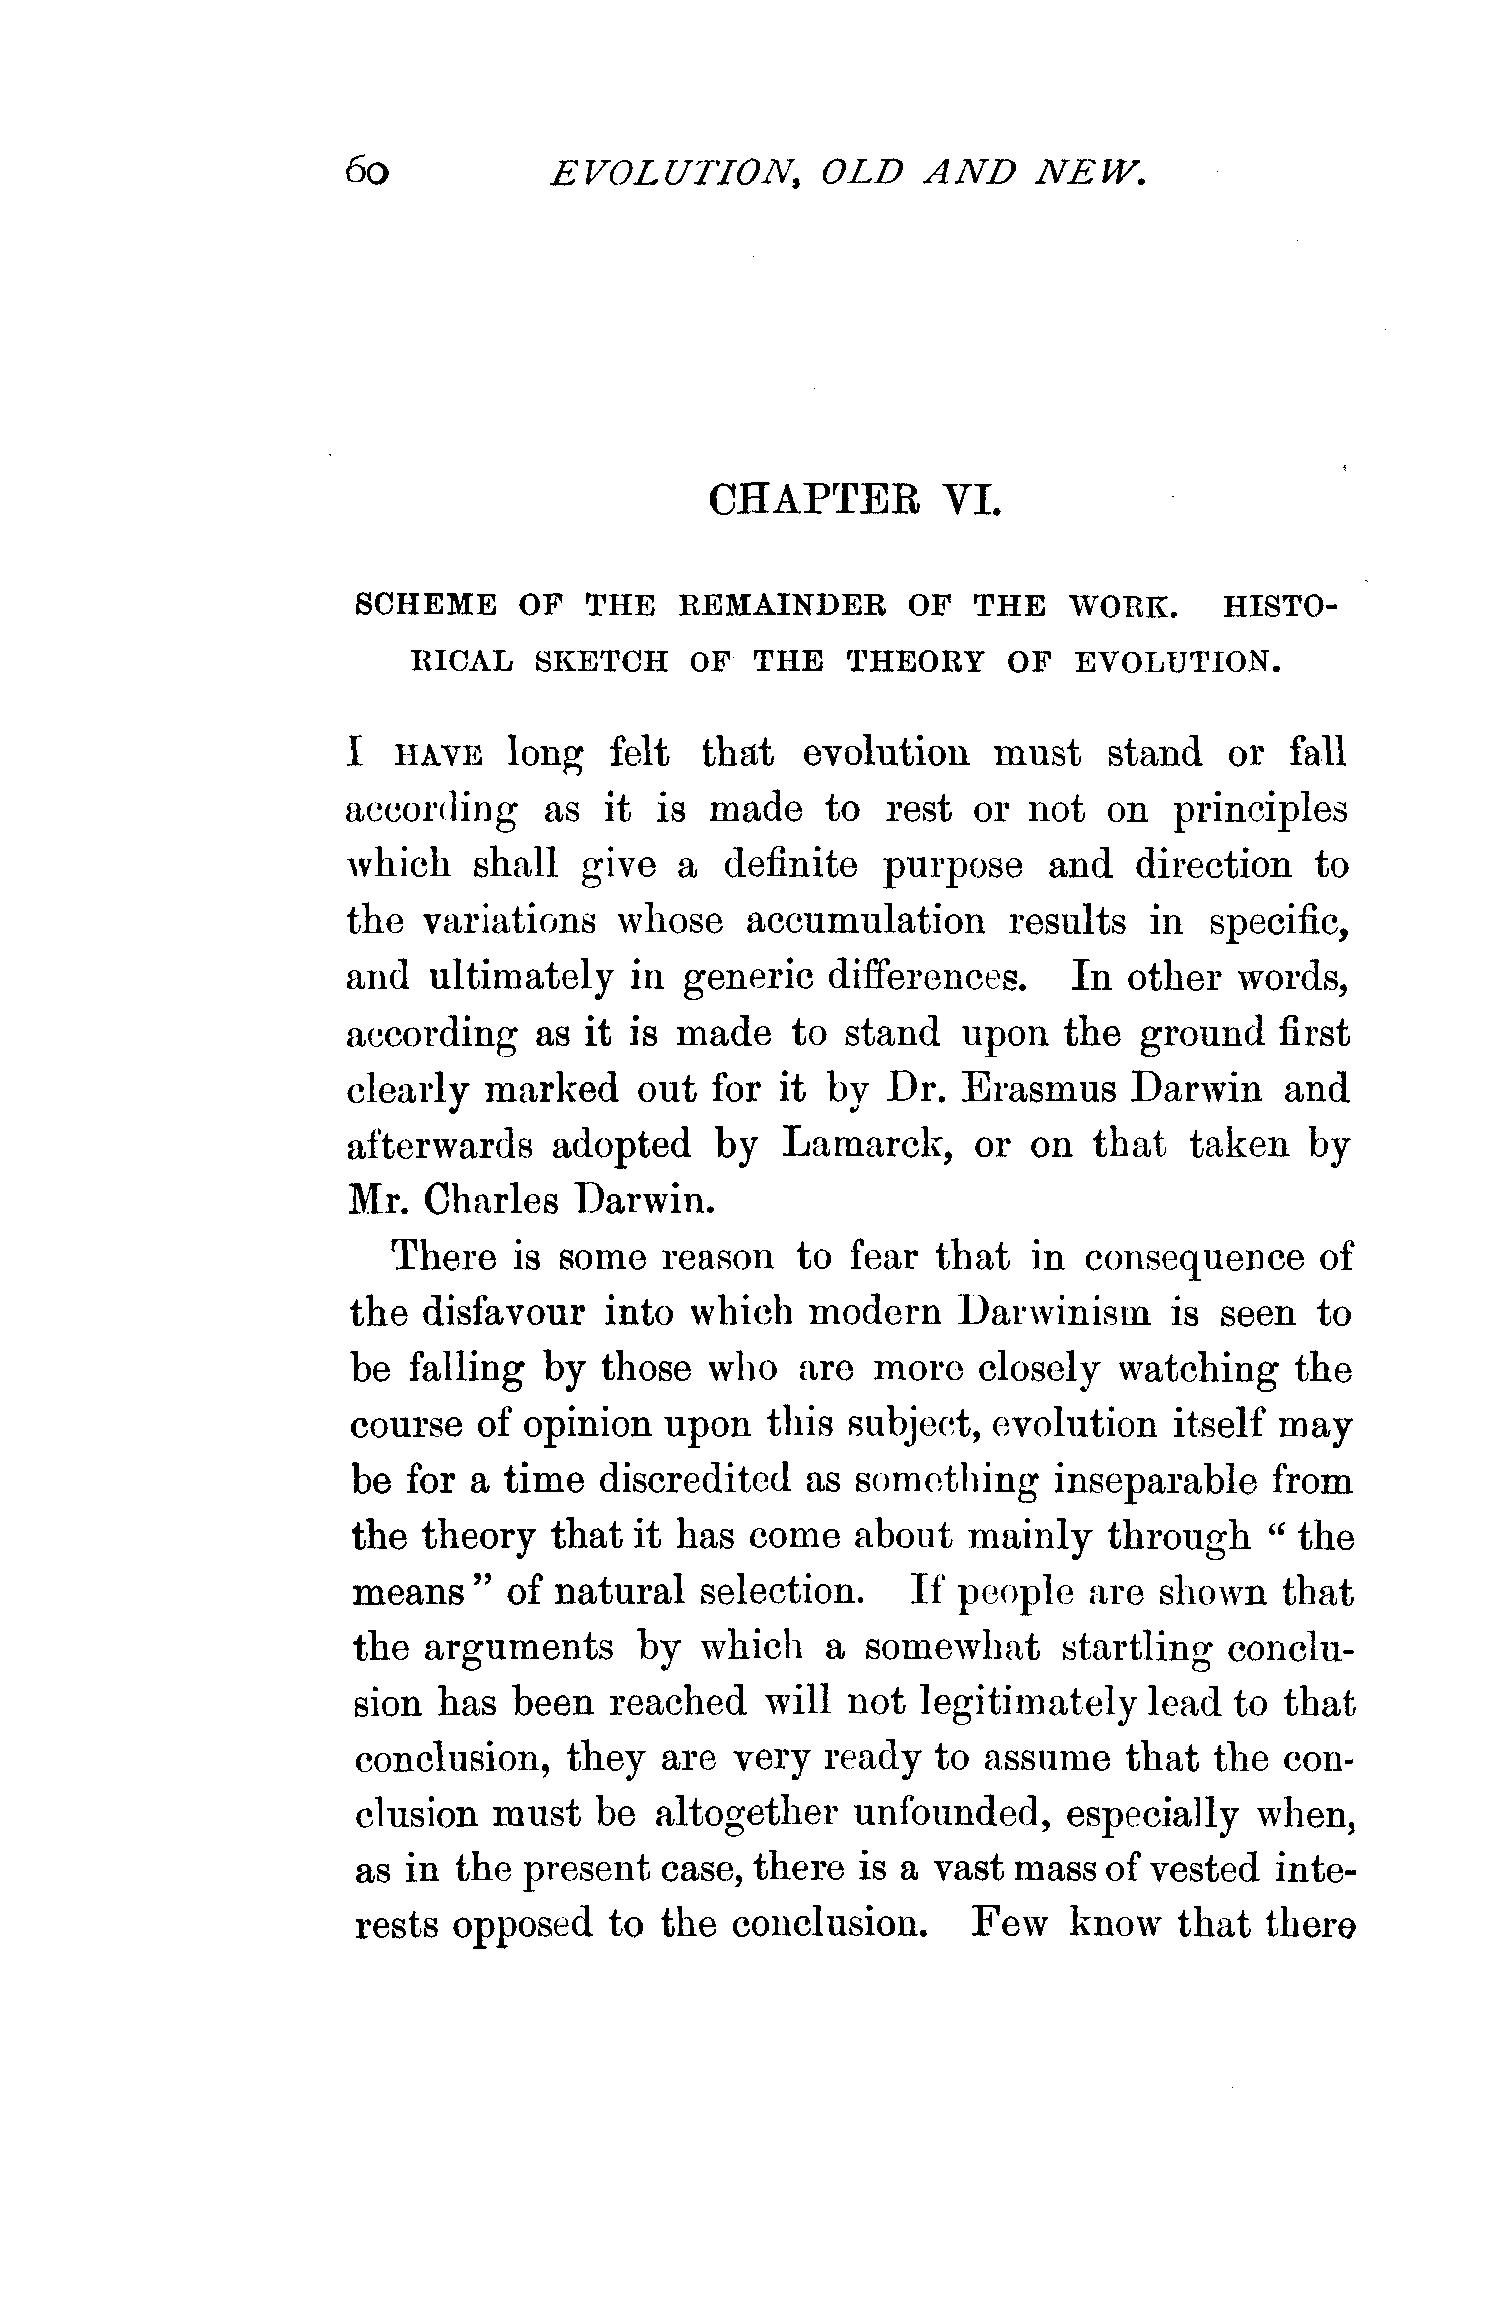 60 EVOLUTION, OLD AND NEW.
CHAPTER VI.
SCHEME OF THE REMAINDER OF THE WORK. HISTO-
RICAL SKETCH OF THE THEORY OF EVOLUTION.
I HAVE long felt that evolution must stand or fall
according as it is made to rest or not on principles
which shall give a definite purpose and direction to
the variations whose accumulation results in specific,
and ultimately in generic differences. In other words,
according as it is made to stand upon the ground first
clearly marked out for it by Dr. Erasmus Darwin and
afterwards adopted by Lamarck, or on that taken by
Mr. Charles Darwin.
There is some reason to fear that in consequence of
the disfavour into which modern Darwinism is seen to
be falling by those who are more closely watching the
course of opinion upon this subject, evolution itself may
be for a time discredited as something inseparable from
the theory that it has come about mainly through “ the
means ” of natural selection. If people are shown that
the arguments by which a somewhat startling conclu-
sion has been reached will not legitimately lead to that
conclusion, they are very ready to assume that the con-
clusion must be altogether unfounded, especially when,
as in the present case, there is a vast mass of vested inte-
rests opposed to the conclusion. Few know that there